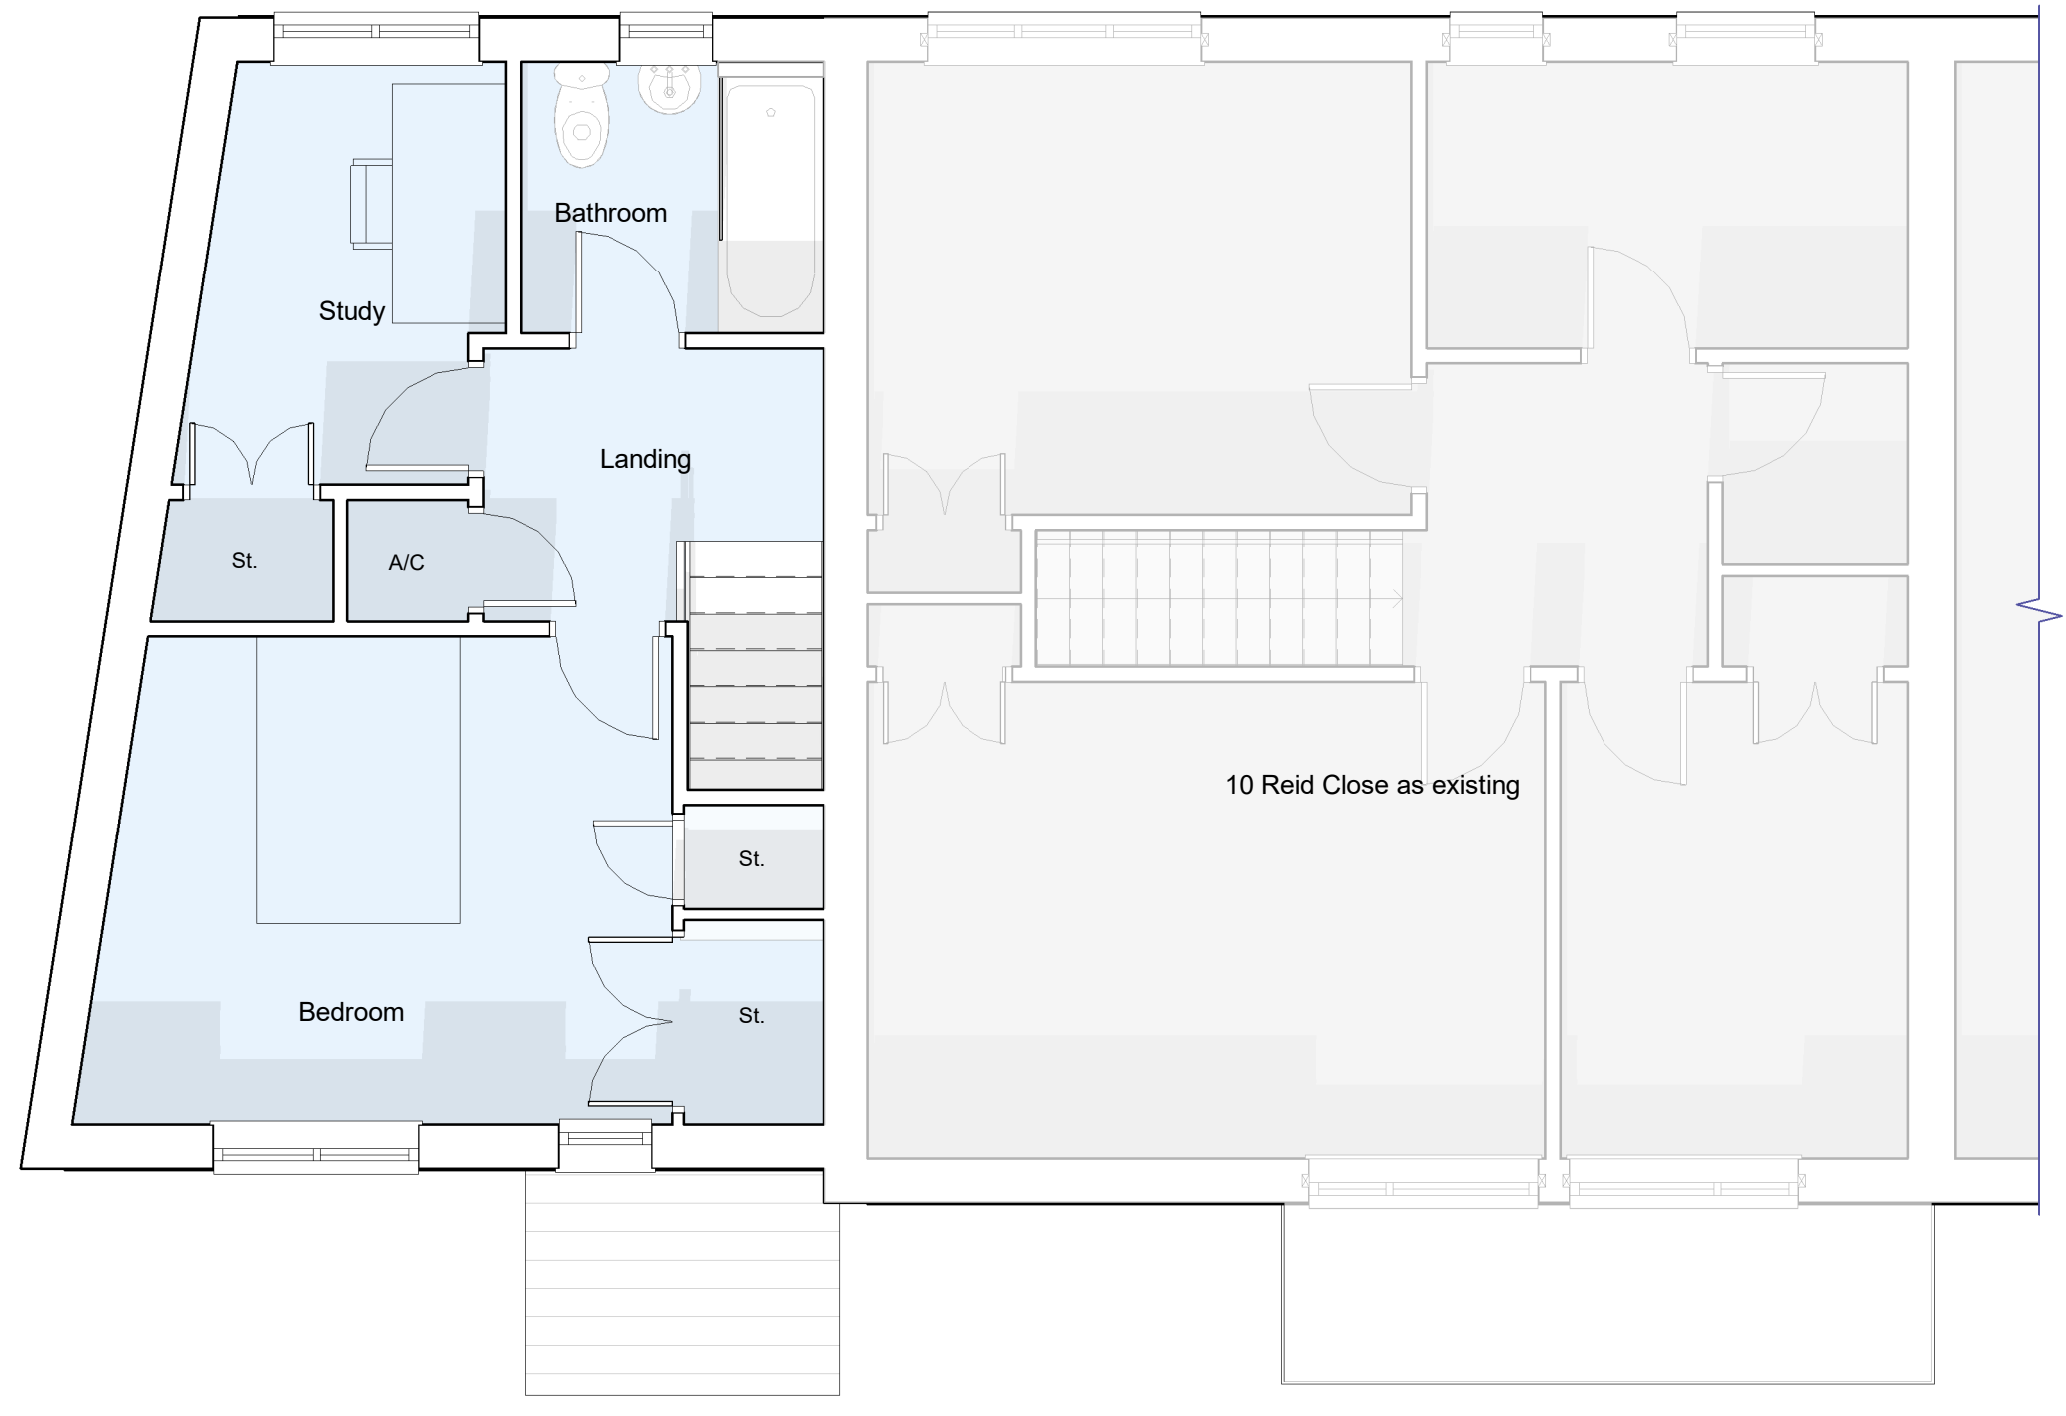 Bathroom
Study
Landing
St.
A/C
10 Reid Close as existing
St.
Bedroom
St.